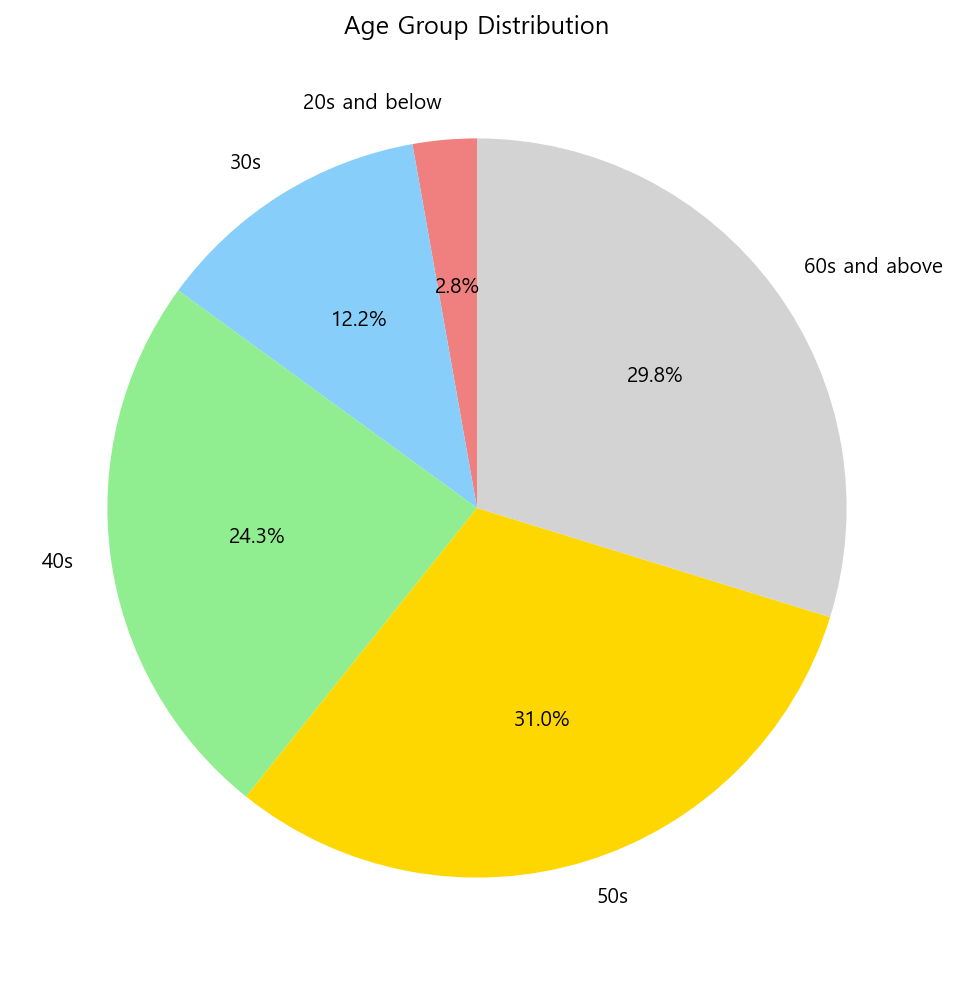 Age Group Distribution
20s and below
30s
60s and above
2.8%
12.2%
29.8%
24.3%
40s
31.0%
50s